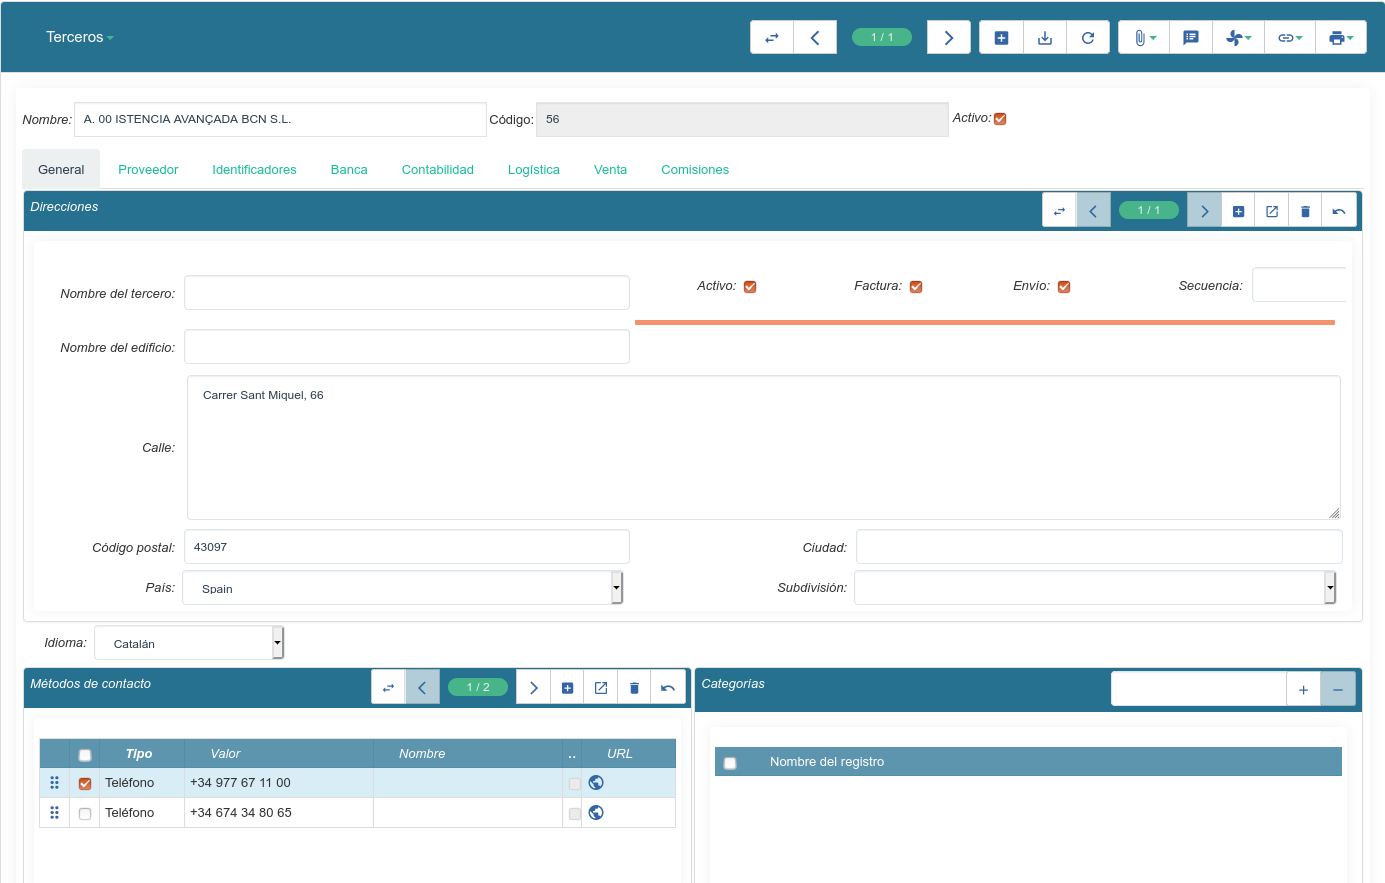 Terceros
1 / 1
Nombre: A. 00 ISTENCIA AVANÇADA BCN S.L. Código: 56 Activo:
General Proveedor Identificadores Banca Contabilidad Logística Venta Comisiones
Direcciones 1 / 1
Nombre del tercero: Activo: Factura: Envío: Secuencia:
Nombre del edificio:
Calle: Carrer Sant Miquel, 66
Código postal: 43097 Ciudad:
País: Spain Subdivisión:
Idioma: Catalán
Métodos de contacto 1 / 2
Tipo Valor Nombre .. URL
Teléfono +34 977 67 11 00
Teléfono +34 674 34 80 65
Categorías
Nombre del registro